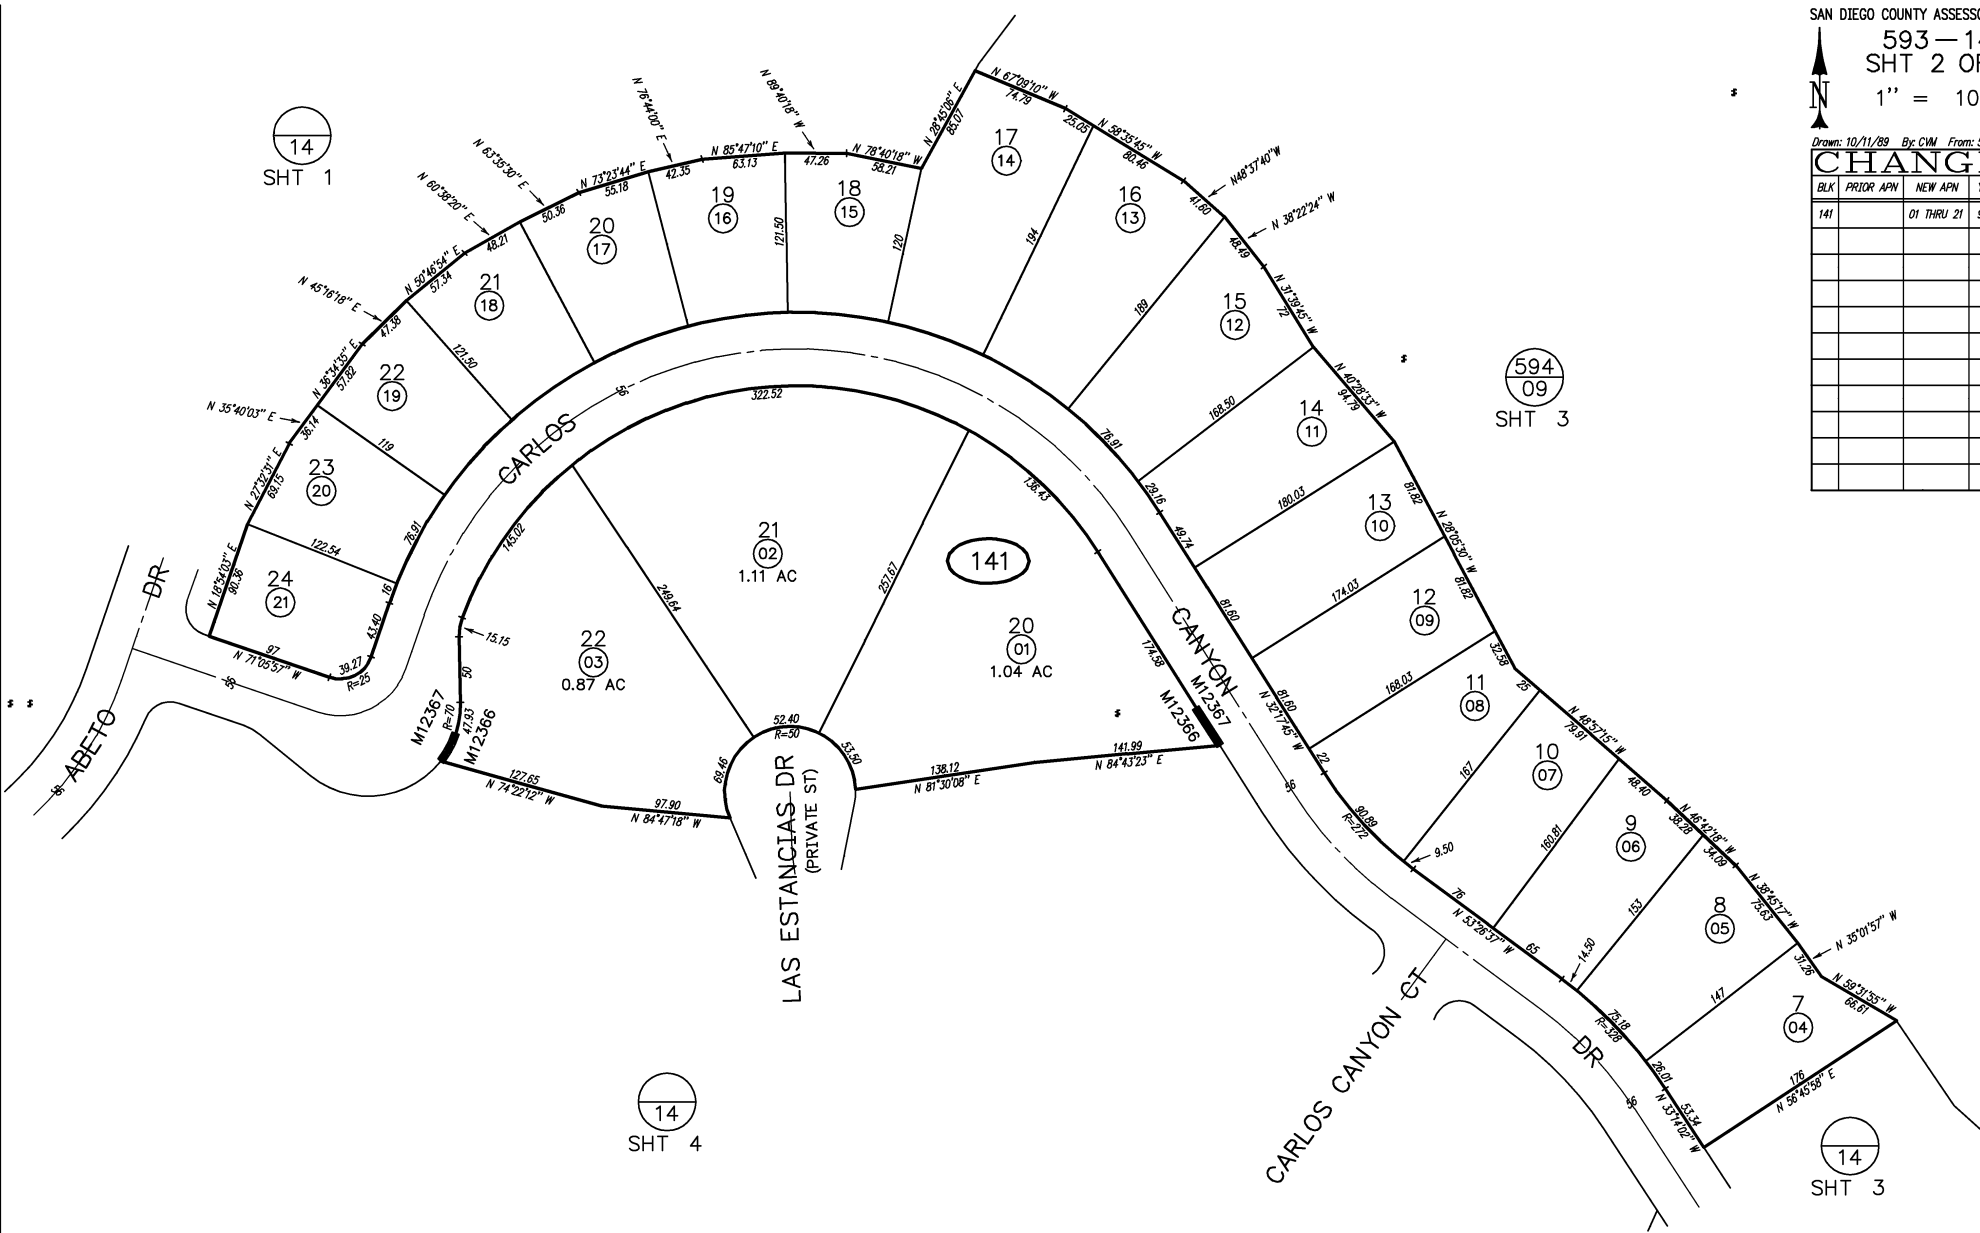 SAN DIEGO COUNTY ASSESSO
593-14
SHT 2 OF
1" = 10
N
Drawn: 10/11/89 By: CVM From:
CHANG
BLK PRIOR APN NEW APN
141 01 THRU 21
14
SHT 1
594
09
SHT 3
14
SHT 4
14
SHT 3
N 67°09'10" W
74.79
25.05
N 58°35'45" W
80.46
N48°37'40"W
41.60
N 38°22'24" W
48.49
N 31°39'45" W
72
N 40°28'33" W
94.79
81.82
N 28°05'30" W
81.82
32.58
25
N 48°57'15" W
79.91
48.40
N 46°42'18" W
38.28
34.09
N 38°45'17" W
75.63
N 35°01'57" W
31.26
N 59°31'55" W
66.61
176
N 56°45'58" E
N 28°45'06" E
85.07
N 78°40'18" W
58.21
N 89°40'18" W
47.26
N 85°47'10" E
63.13
N 76°44'00" E
42.35
N 73°23'44" E
55.18
N 63°35'30" E
50.36
N 60°38'20" E
48.21
N 50°46'54" E
57.34
N 45°16'18" E
47.38
N 36°34'35" E
57.82
N 35°40'03" E
36.14
N 27°32'31" E
69.15
N 18°54'03" E
90.36
97
N 71°05'57" W
39.27
R=25
43.40
16
76.91
17
14
16
13
15
12
14
11
13
10
12
09
11
08
10
07
9
06
8
05
7
04
18
15
19
16
20
17
21
18
22
19
23
20
24
21
120
121.50
121.50
119
122.54
194
189
168.50
180.03
174.03
168.03
167
160.81
153
147
CARLOS
CANYON
DR
56
56
56
56
56
322.52
136.43
145.02
76.91
29.16
49.74
81.60
81.60
N 32°17'45" W
22
90.89
R=272
9.50
76
N 53°26'37" W
65
14.50
75.18
R=328
26.01
53.34
N 33°14'02" W
21
02
1.11 AC
141
20
01
1.04 AC
22
03
0.87 AC
249.64
257.67
174.58
15.15
50
R=70
47.93
M12367
M12366
M12367
M12366
127.65
N 74°22'12" W
97.90
N 84°47'18" W
69.46
52.40
R=50
53.50
138.12
N 81°30'08" E
141.99
N 84°43'23" E
LAS ESTANCIAS DR
(PRIVATE ST)
ABETO
DR
56
CARLOS CANYON CT